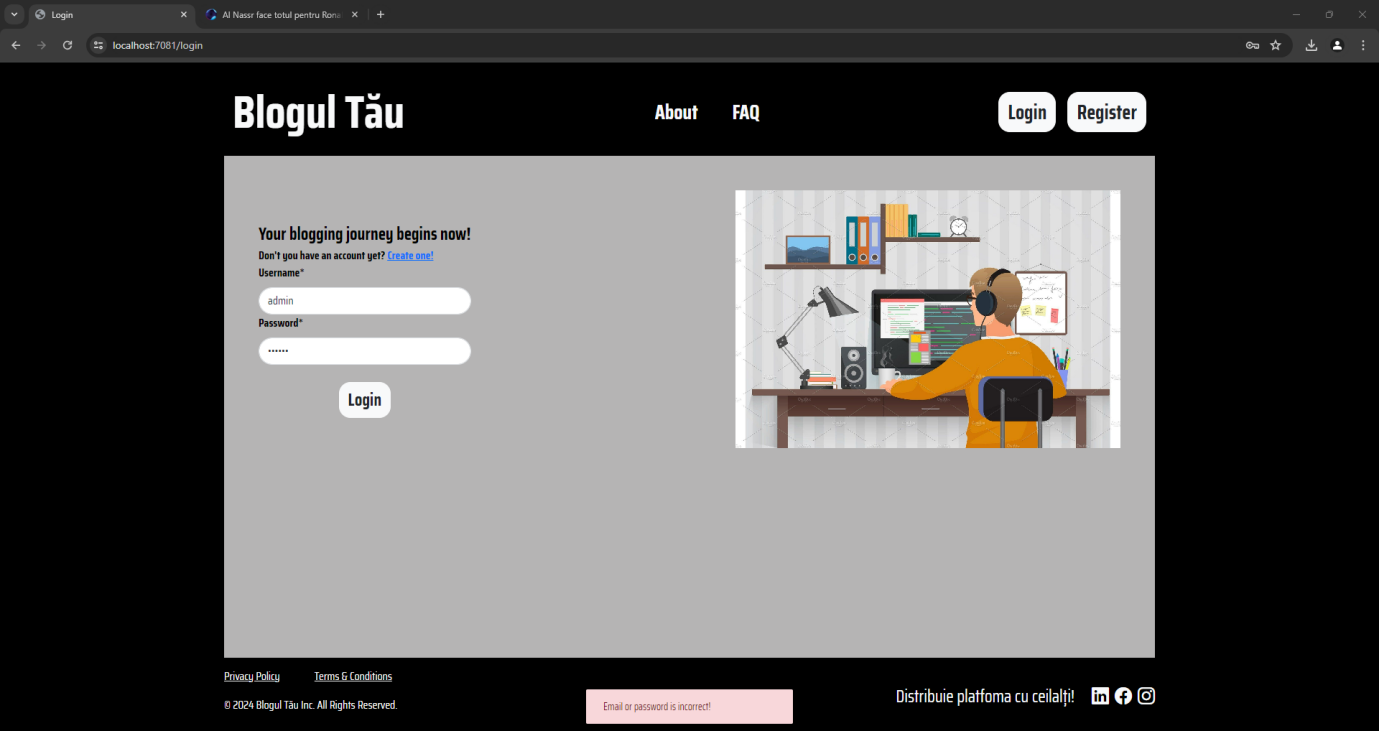 Login
Al Nassr face totul pentru Rona
localhost:7081/login
Blogul Tău
About
FAQ
Login
Register
Your blogging journey begins now!
Don't you have an account yet? Create one!
Username*
admin
Password*
Login
Privacy Policy
Terms & Conditions
© 2024 Blogul Tău Inc. All Rights Reserved.
Email or password is incorrect!
Distribuie platfoma cu ceilalți!